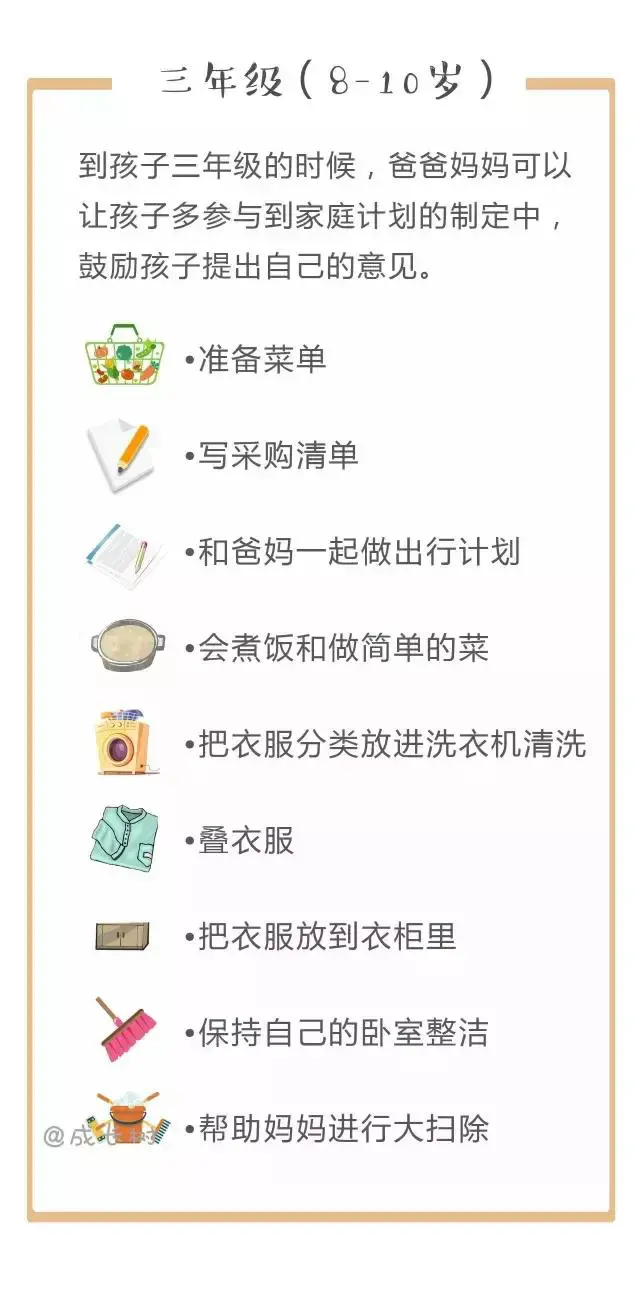 三年级(8-10岁)
到孩子三年级的时候，爸爸妈妈可以
让孩子多参与到家庭计划的制定中，
鼓励孩子提出自己的意见。
•准备菜单
•写采购清单
•和爸妈一起做出行计划
•会煮饭和做简单的菜
•把衣服分类放进洗衣机清洗
•叠衣服
•把衣服放到衣柜里
•保持自己的卧室整洁
•帮助妈妈进行大扫除
@成长树